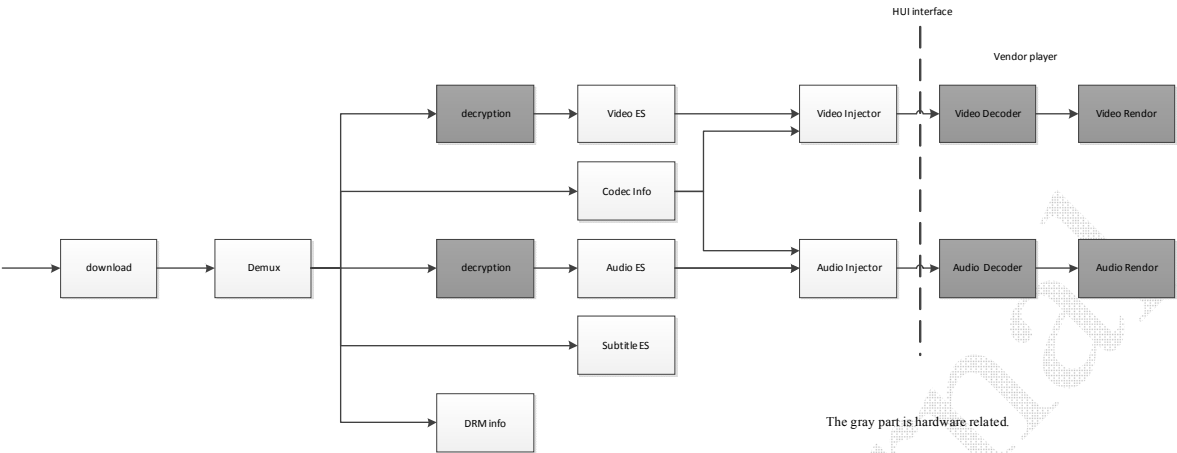 HUI interface
Vendor player
decryption
Video ES
Video Injector
Video Decoder
Video Rendor
Codec Info
download
Demux
decryption
Audio ES
Audio Injector
Audio Decoder
Audio Rendor
Subtitle ES
DRM info
The gray part is hardware related.